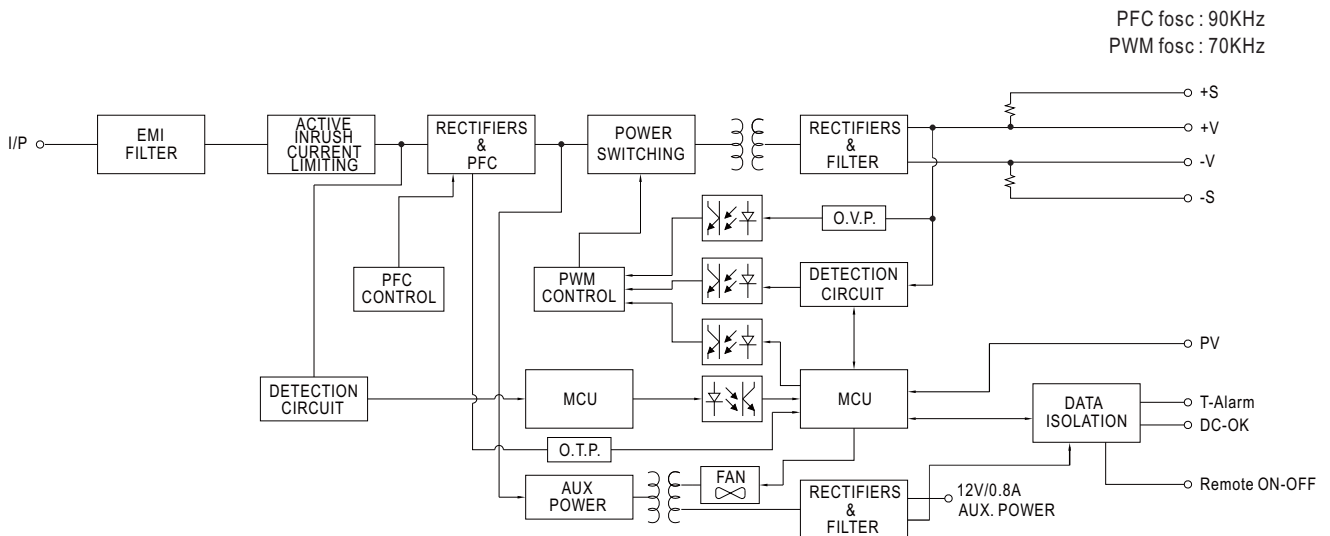 PFC fosc : 90KHz
PWM fosc : 70KHz
+S
I/P
EMI
FILTER
ACTIVE
INRUSH
CURRENT
LIMITING
RECTIFIERS
&
PFC
POWER
SWITCHING
RECTIFIERS
&
FILTER
+V
-V
-S
O.V.P.
PFC
CONTROL
PWM
CONTROL
DETECTION
CIRCUIT
PV
DETECTION
CIRCUIT
MCU
MCU
DATA
ISOLATION
T-Alarm
DC-OK
O.T.P.
AUX
POWER
FAN
RECTIFIERS
&
FILTER
12V/0.8A
AUX. POWER
Remote ON-OFF